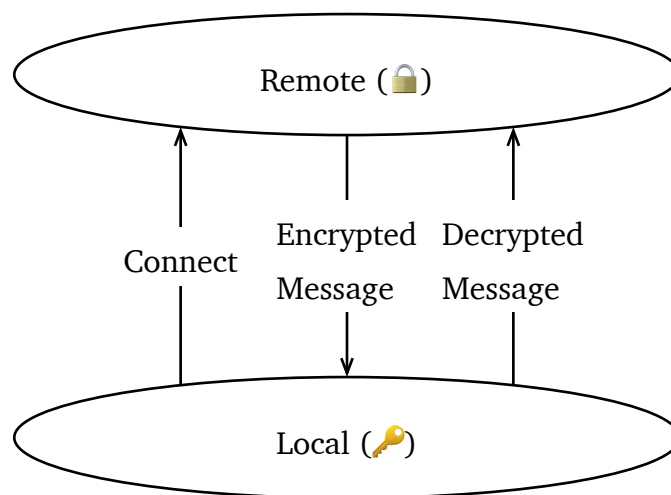 Remote (🔒)
Connect
Encrypted
Message
Decrypted
Message
Local (🔑)